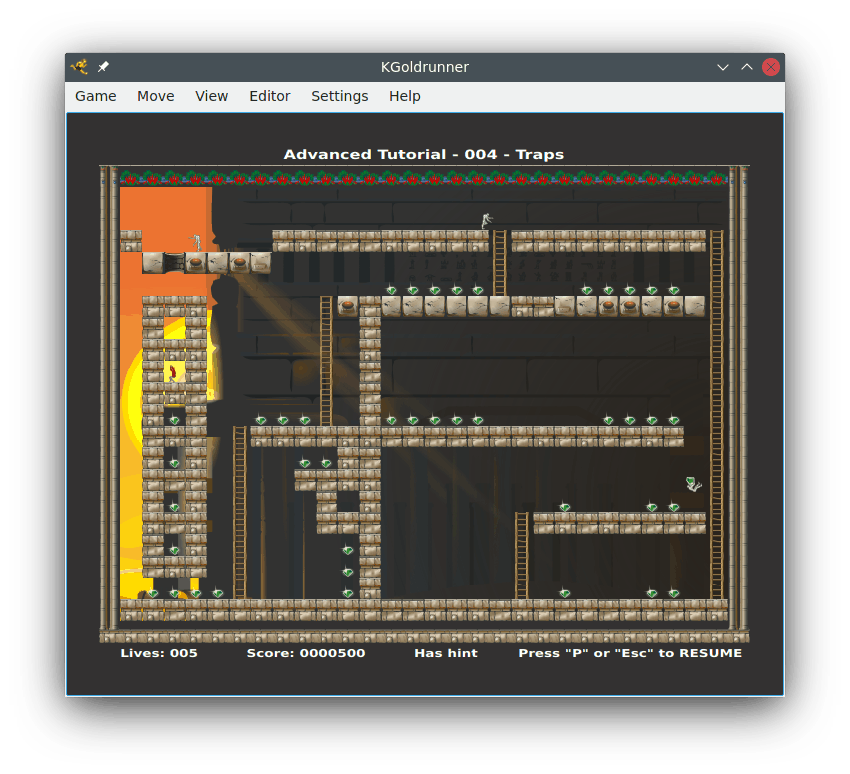 KGoldrunner
Game Move View Editor Settings Help
Advanced Tutorial - 004 - Traps
Lives: 005 Score: 0000500 Has hint Press "P" or "Esc" to RESUME